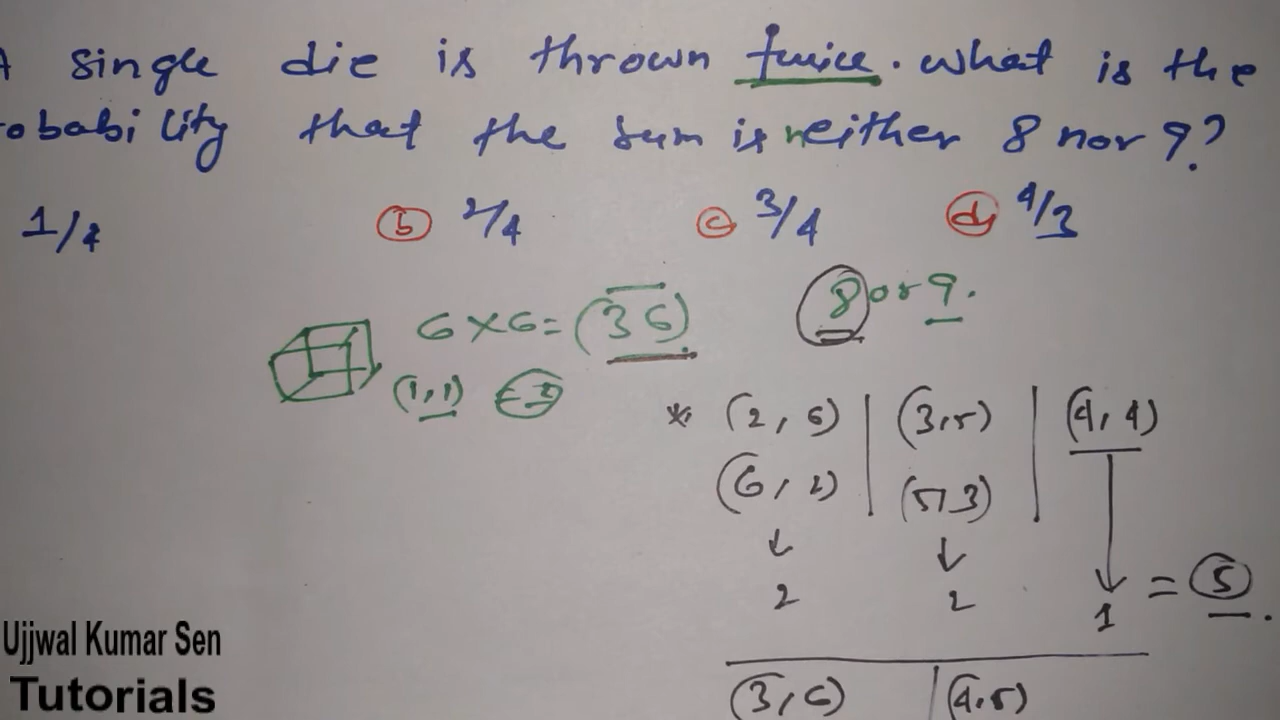 A single die is thrown twice. what is the
obability that the sum is neither 8 nor 9?
1/4 (b) 2/4 (c) 3/4 (d) 4/3
6×6=(36) 8 or 9.
(1,1) = 2
* (2, 6) | (3,5) | (4, 4)
(6, 2) | (5,3)
↓ ↓ ↓
2 2 1 = 5.
(3,6) | (4,5)
Ujjwal Kumar Sen
Tutorials